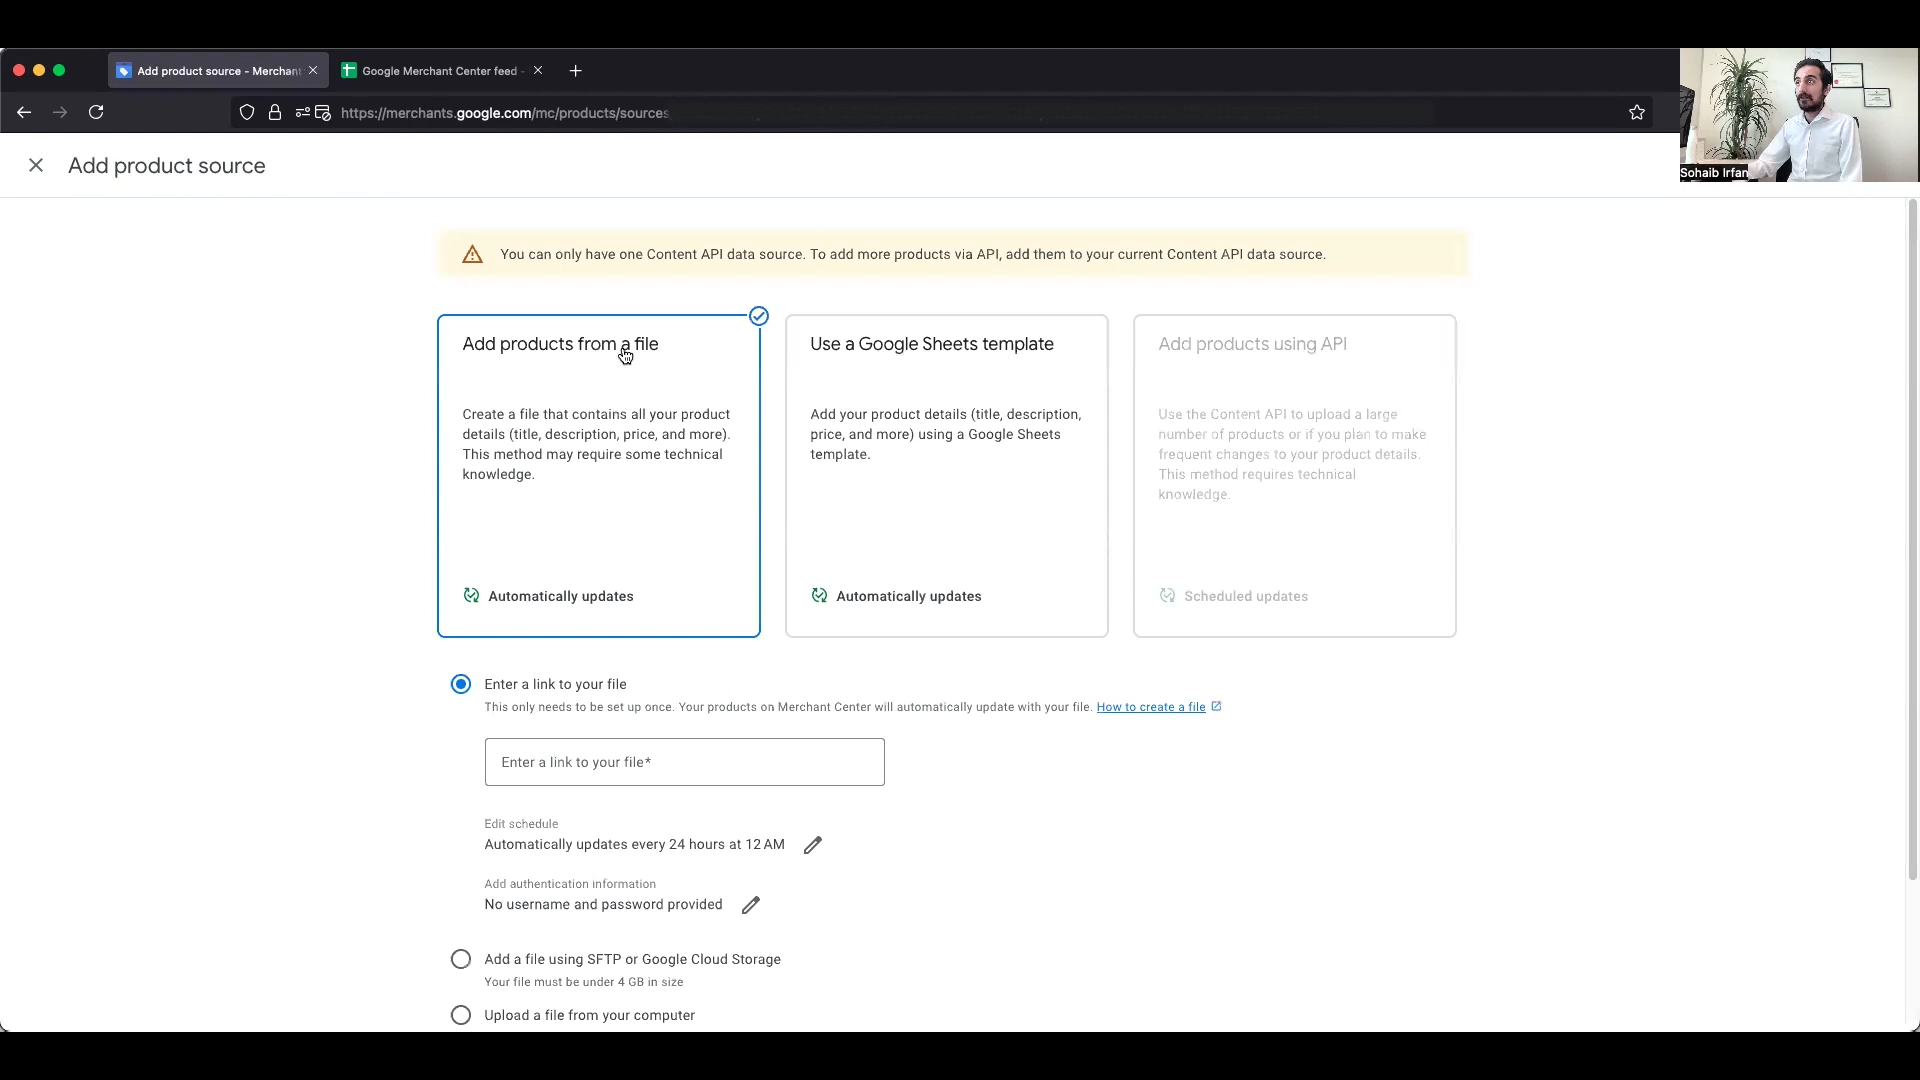 Add product source - Merchant
Google Merchant Center feed -
https://merchants.google.com/mc/products/sources
Sohaib Irfan
Add product source
You can only have one Content API data source. To add more products via API, add them to your current Content API data source.
Add products from a file
Create a file that contains all your product
details (title, description, price, and more).
This method may require some technical
knowledge.
Automatically updates
Use a Google Sheets template
Add your product details (title, description,
price, and more) using a Google Sheets
template.
Automatically updates
Add products using API
Use the Content API to upload a large
number of products or if you plan to make
frequent changes to your product details.
This method requires technical
knowledge.
Scheduled updates
Enter a link to your file
This only needs to be set up once. Your products on Merchant Center will automatically update with your file. How to create a file
Enter a link to your file*
Edit schedule
Automatically updates every 24 hours at 12 AM
Add authentication information
No username and password provided
Add a file using SFTP or Google Cloud Storage
Your file must be under 4 GB in size
Upload a file from your computer